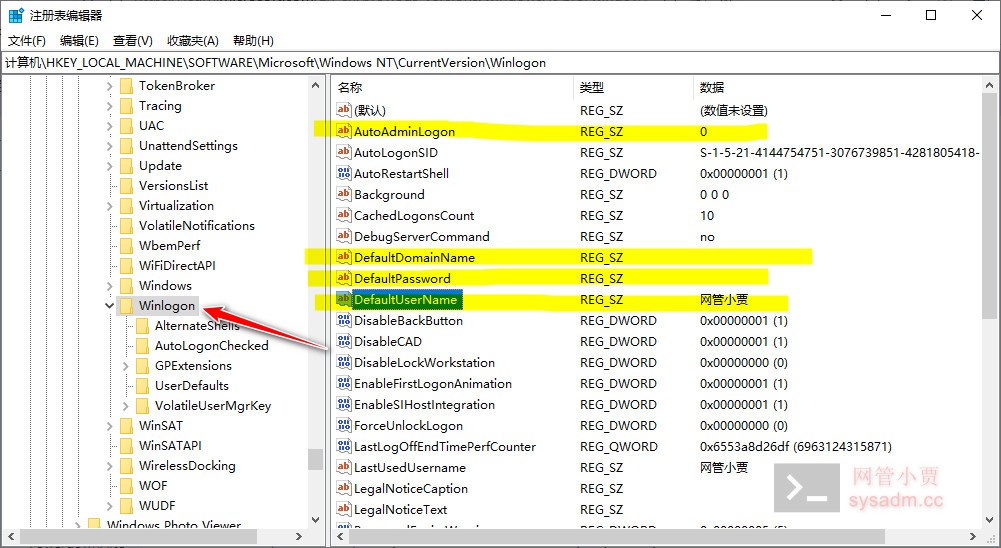 注册表编辑器
文件(F) 编辑(E) 查看(V) 收藏夹(A) 帮助(H)
计算机\HKEY_LOCAL_MACHINE\SOFTWARE\Microsoft\Windows NT\CurrentVersion\Winlogon
TokenBroker
Tracing
UAC
UnattendSettings
Update
VersionsList
Virtualization
VolatileNotifications
WbemPerf
WiFiDirectAPI
Windows
Winlogon
AlternateShells
AutoLogonChecked
GPExtensions
UserDefaults
VolatileUserMgrKey
WinSAT
WinSATAPI
WirelessDocking
WOF
WUDF
Windows Photo Viewer
名称 类型 数据
(默认) REG_SZ (数值未设置)
AutoAdminLogon REG_SZ 0
AutoLogonSID REG_SZ S-1-5-21-4144754751-3076739851-4281805418-
AutoRestartShell REG_DWORD 0x00000001 (1)
Background REG_SZ 0 0 0
CachedLogonsCount REG_SZ 10
DebugServerCommand REG_SZ no
DefaultDomainName REG_SZ
DefaultPassword REG_SZ
DefaultUserName REG_SZ 网管小贾
DisableBackButton REG_DWORD 0x00000001 (1)
DisableCAD REG_DWORD 0x00000001 (1)
DisableLockWorkstation REG_DWORD 0x00000000 (0)
EnableFirstLogonAnimation REG_DWORD 0x00000001 (1)
EnableSIHostIntegration REG_DWORD 0x00000001 (1)
ForceUnlockLogon REG_DWORD 0x00000000 (0)
LastLogOffEndTimePerfCounter REG_QWORD 0x6553a8d26df (6963124315871)
LastUsedUsername REG_SZ 网管小贾
LegalNoticeCaption REG_SZ
LegalNoticeText REG_SZ
网管小贾
sysadm.cc